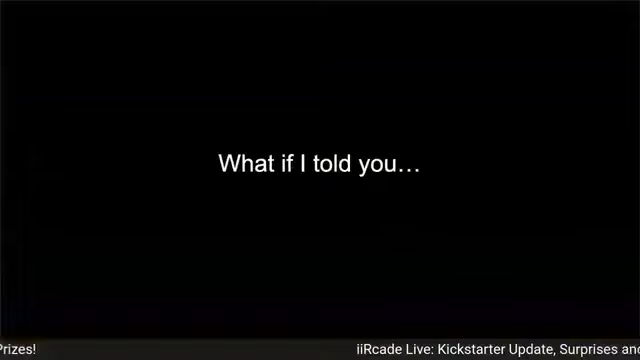 What if I told you…
Prizes! iiRcade Live: Kickstarter Update, Surprises and